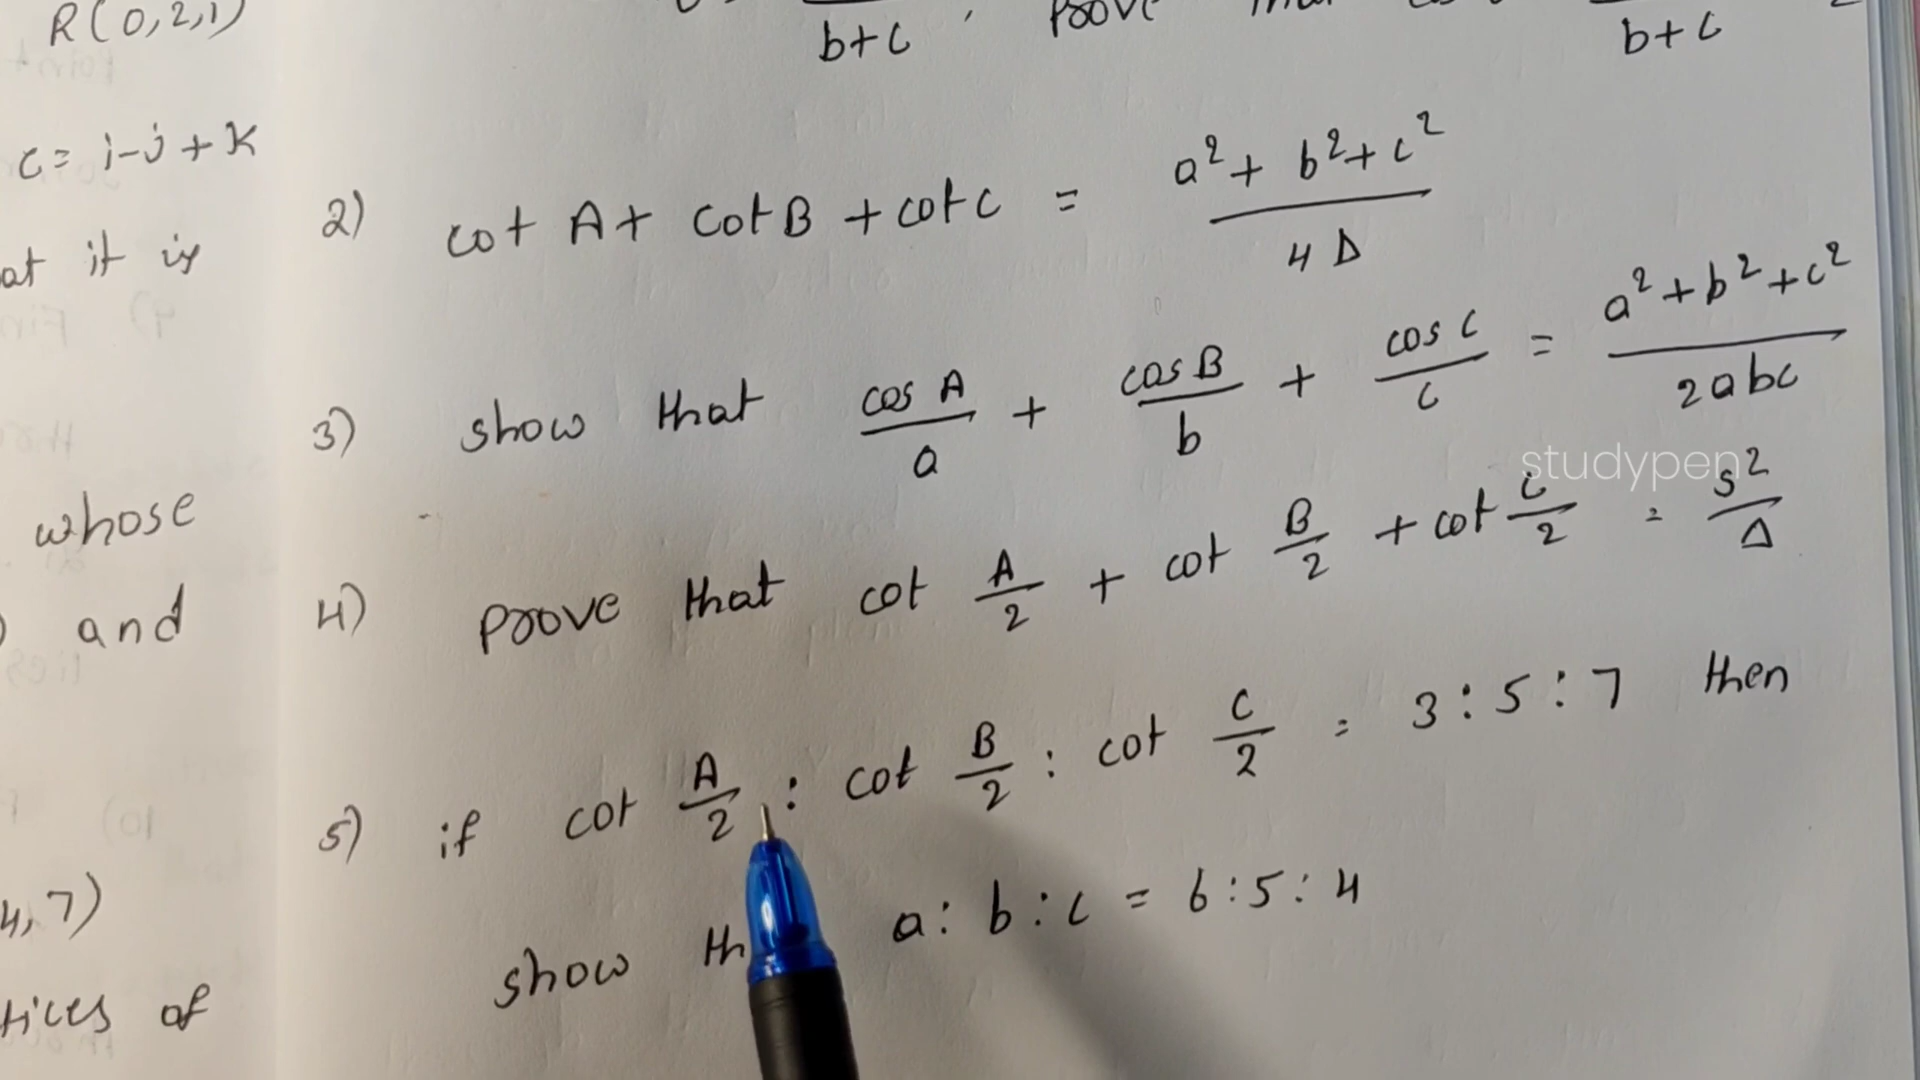 R(0,2,1)
b+c , prove b+c
c= i-j+k
2) cot A + cot B + cot C = a²+ b²+c² / 4Δ
at it is
3) show that cos A / a + cos B / b + cos C / c = a²+b²+c² / 2abc
studypen
whose
4) prove that cot A/2 + cot B/2 + cot C/2 = s²/Δ
and
5) if cot A/2 : cot B/2 : cot C/2 = 3:5:7 then
4,7)
show th a:b:c = 6:5:4
tices of